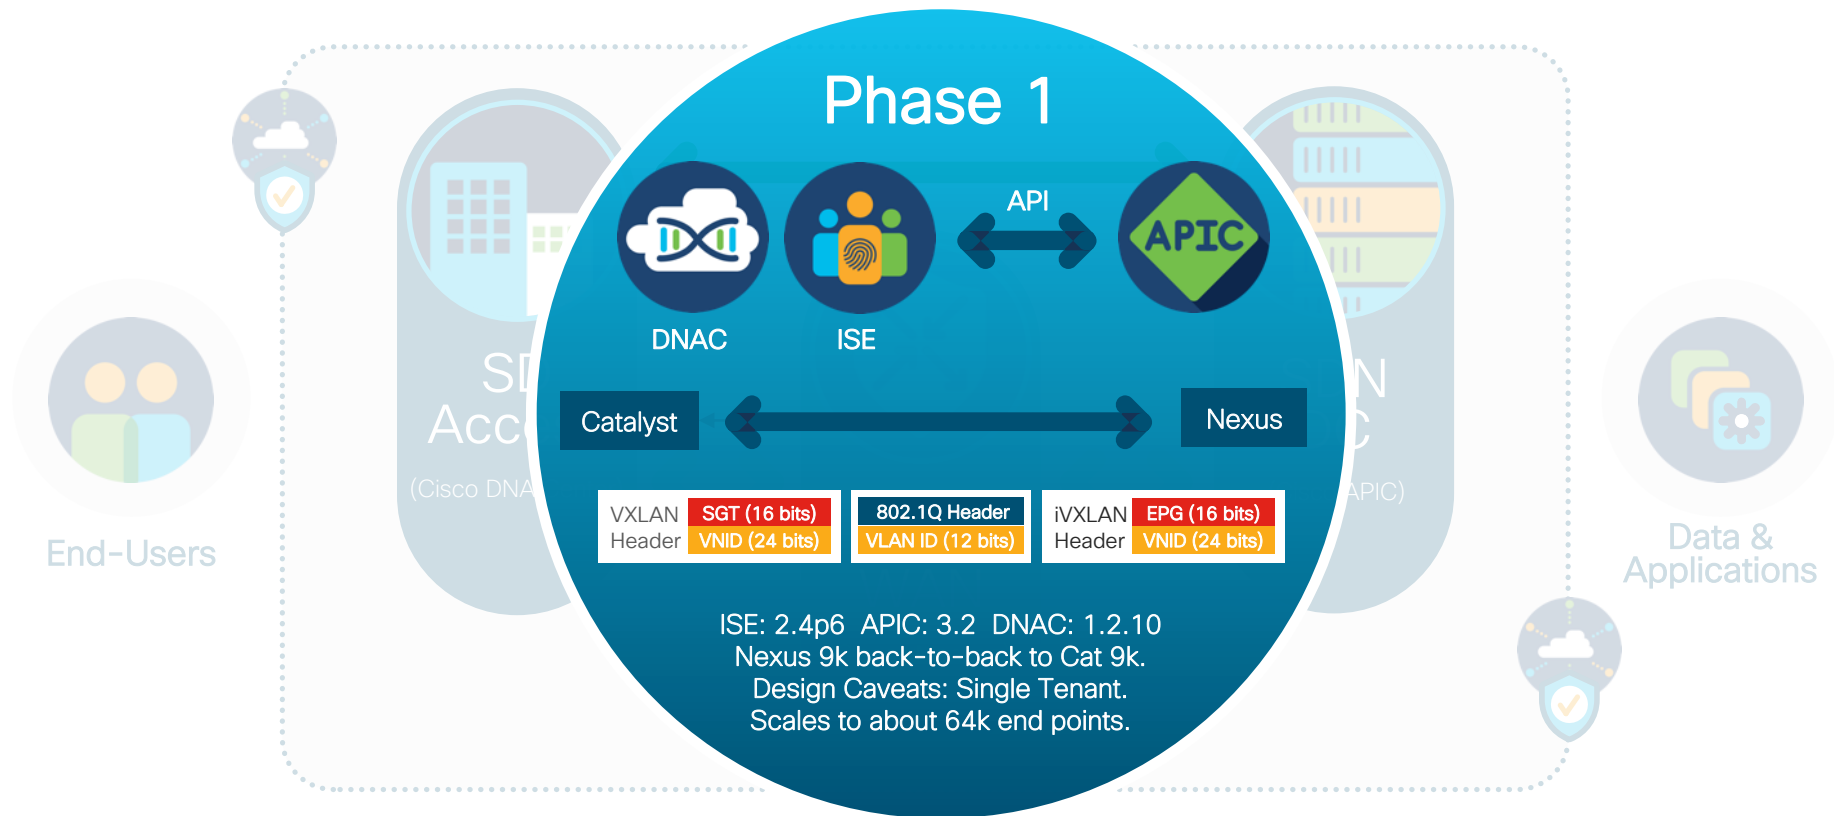 Phase 1
API
APIC
DNAC
ISE
Catalyst
Nexus
VXLAN
Header
SGT (16 bits)
VNID (24 bits)
802.1Q Header
VLAN ID (12 bits)
iVXLAN
Header
EPG (16 bits)
VNID (24 bits)
ISE: 2.4p6 APIC: 3.2 DNAC: 1.2.10
Nexus 9k back-to-back to Cat 9k.
Design Caveats: Single Tenant.
Scales to about 64k end points.
End-Users
(Cisco DNA
APIC)
Data &
Applications